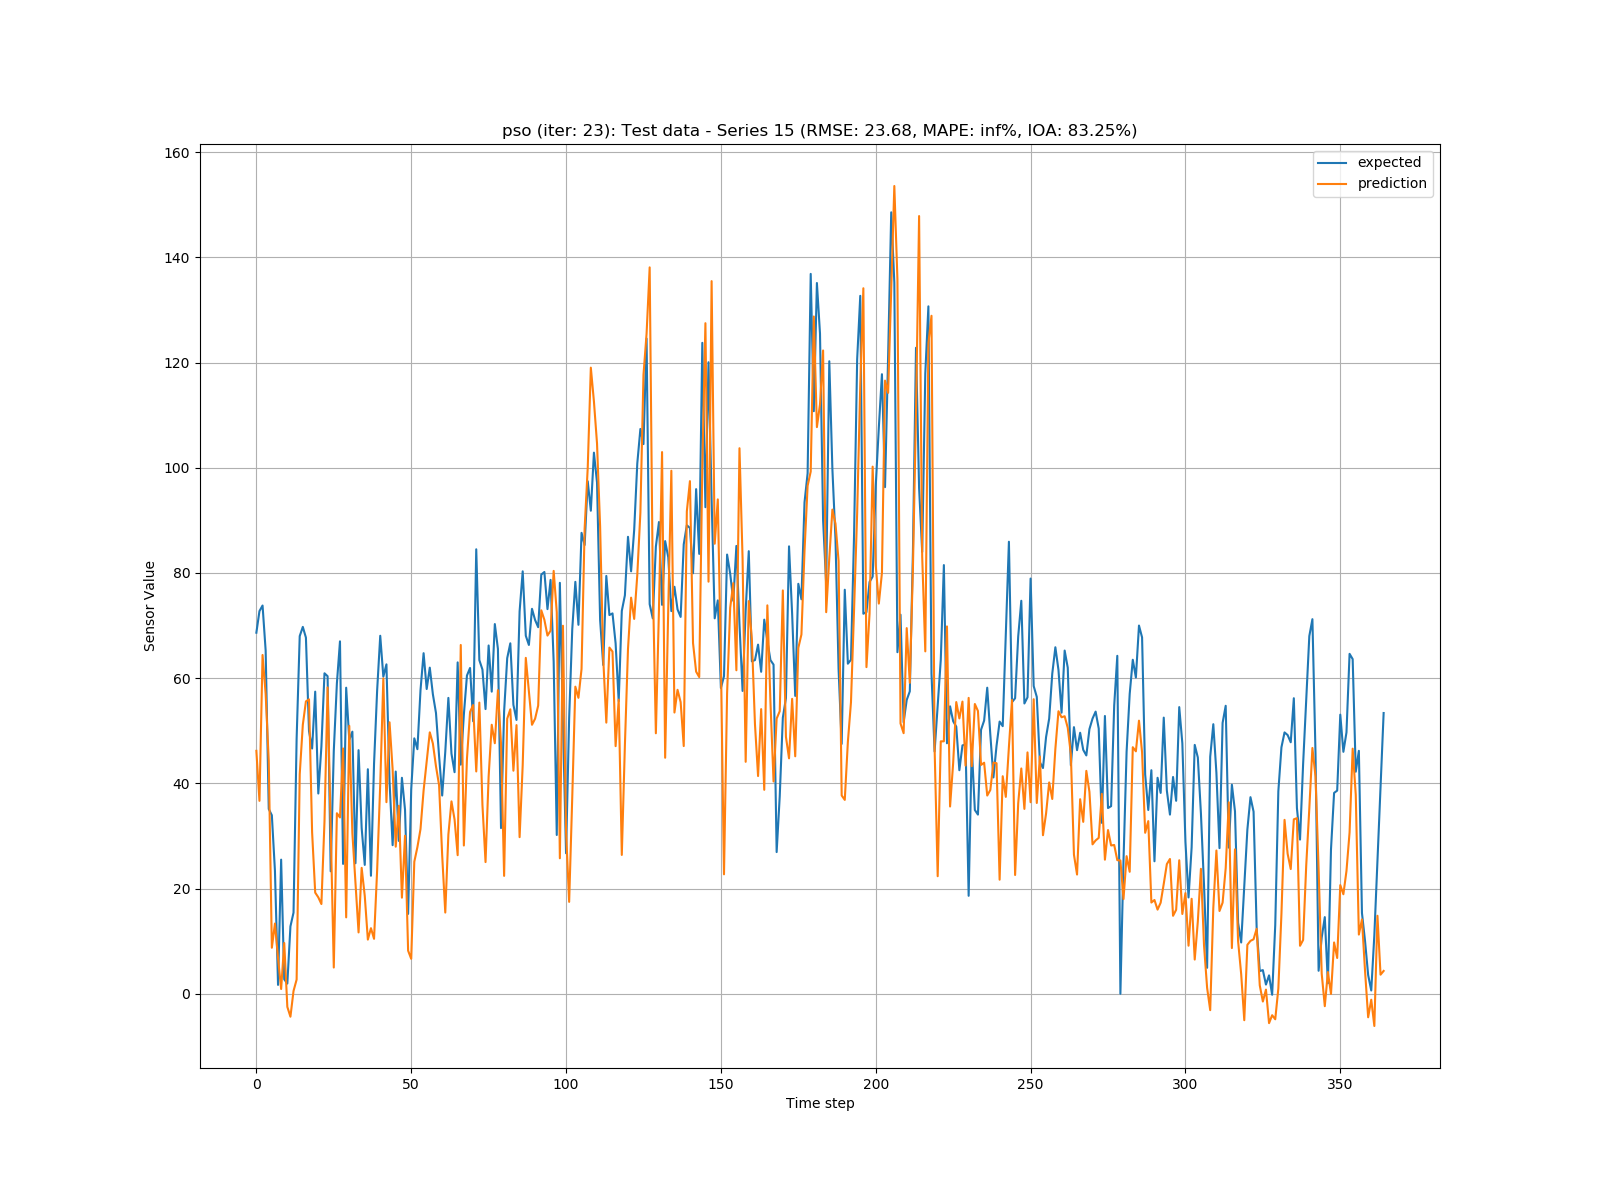 pso (iter: 23): Test data - Series 15 (RMSE: 23.68, MAPE: inf%, IOA: 83.25%)
160
140
120
100
80
60
40
20
0
Sensor Value
expected
prediction
0 50 100 150 200 250 300 350
Time step